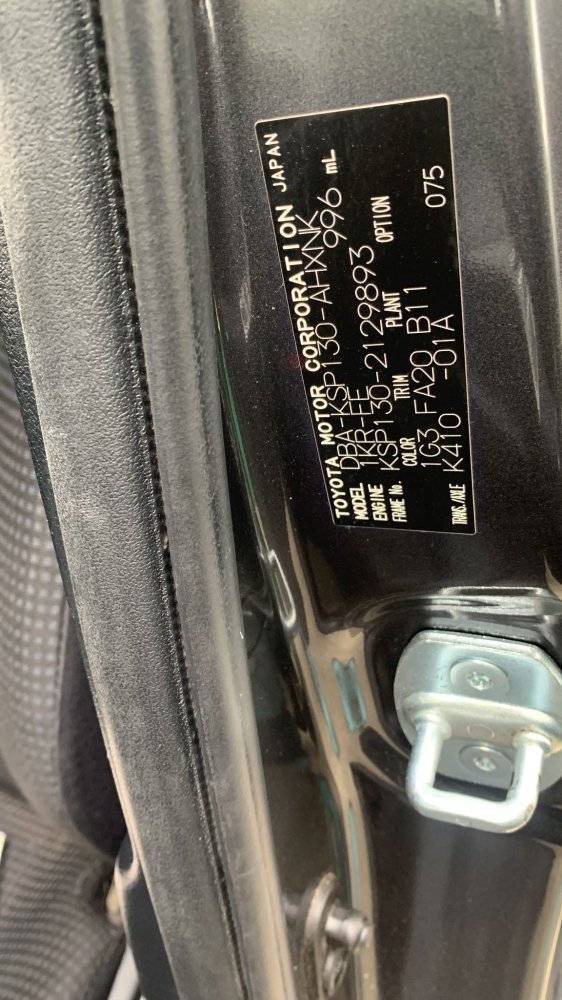 TOYOTA MOTOR CORPORATION JAPAN
MODEL DBA-KSP130-AHXNK
ENGINE 1KR-FE 996 mL
FRAME No. KSP130-2129893
COLOR TRIM PLANT OPTION
1G3 FA20 B11
TRANS./AXLE K410 -01A 075